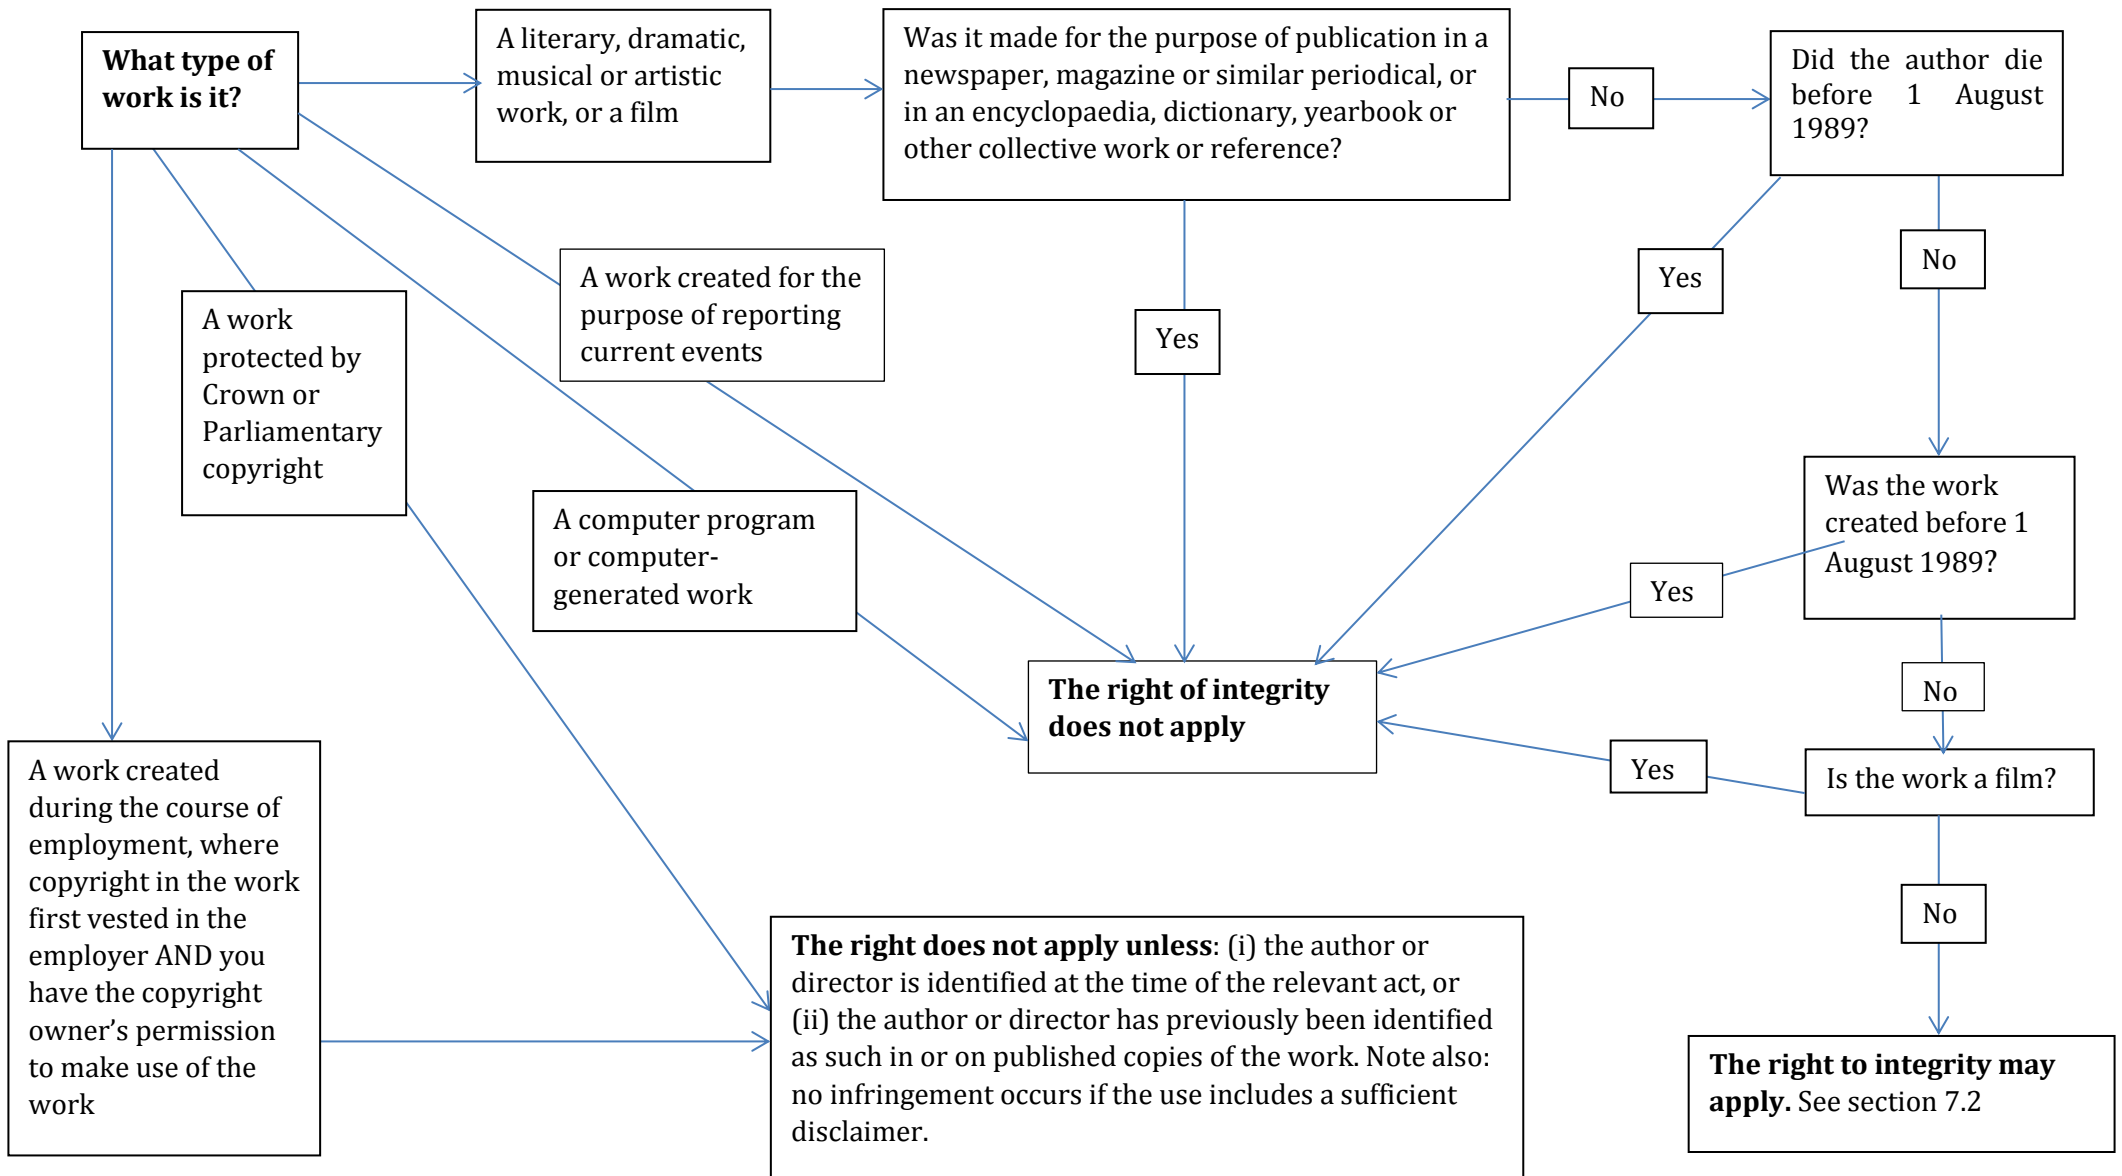 What type of
work is it?
A literary, dramatic,
musical or artistic
work, or a film
Was it made for the purpose of publication in a
newspaper, magazine or similar periodical, or
in an encyclopaedia, dictionary, yearbook or
other collective work or reference?
No
Did the author die
before 1 August
1989?
Yes
Yes
No
A work created for the
purpose of reporting
current events
A work
protected by
Crown or
Parliamentary
copyright
A computer program
or computer-
generated work
Was the work
created before 1
August 1989?
Yes
No
The right of integrity
does not apply
Yes
Is the work a film?
No
A work created
during the course of
employment, where
copyright in the work
first vested in the
employer AND you
have the copyright
owner’s permission
to make use of the
work
The right does not apply unless: (i) the author or
director is identified at the time of the relevant act, or
(ii) the author or director has previously been identified
as such in or on published copies of the work. Note also:
no infringement occurs if the use includes a sufficient
disclaimer.
The right to integrity may
apply. See section 7.2